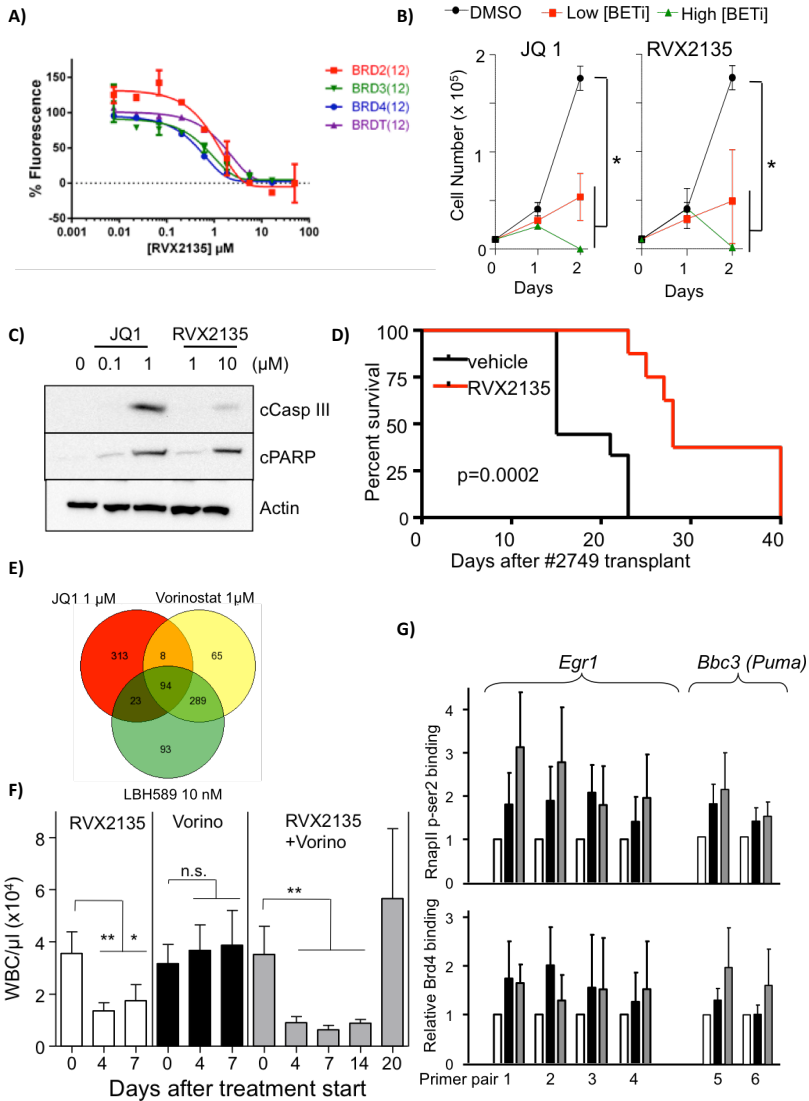 A)
% Fluorescence
150
100
50
0
-50
0.001 0.01 0.1 1 10 100
[RVX2135] µM
BRD2(12)
BRD3(12)
BRD4(12)
BRDT(12)
B)
DMSO Low [BETi] High [BETi]
JQ 1 RVX2135
Cell Number (x 10⁵)
2
1
0
*
*
0 1 2 0 1 2
Days Days
C)
JQ1 RVX2135
0 0.1 1 1 10 (µM)
cCasp III
cPARP
Actin
D)
Percent survival
100
75
50
25
0
vehicle
RVX2135
p=0.0002
0 10 20 30 40
Days after #2749 transplant
E)
JQ1 1 µM Vorinostat 1µM
313 8 65
94
23 289
93
LBH589 10 nM
F)
RVX2135 Vorino RVX2135
+Vorino
WBC/µl (x10⁴)
8
6
4
2
0
** *
n.s.
**
0 4 7 0 4 7 0 4 7 14 20
Days after treatment start
G)
Egr1 Bbc3 (Puma)
RnapII p-ser2 binding
4
3
2
1
0
Relative Brd4 binding
4
3
2
1
0
Primer pair 1 2 3 4 5 6